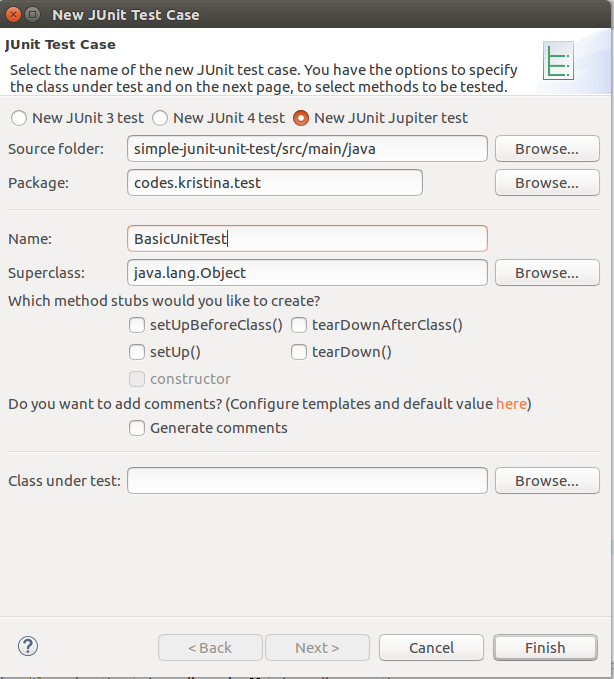 New JUnit Test Case
JUnit Test Case
Select the name of the new JUnit test case. You have the options to specify
the class under test and on the next page, to select methods to be tested.
New JUnit 3 test New JUnit 4 test New JUnit Jupiter test
Source folder: simple-junit-unit-test/src/main/java Browse...
Package: codes.kristina.test Browse...
Name: BasicUnitTest
Superclass: java.lang.Object Browse...
Which method stubs would you like to create?
setUpBeforeClass() tearDownAfterClass()
setUp() tearDown()
constructor
Do you want to add comments? (Configure templates and default value here)
Generate comments
Class under test: Browse...
? < Back Next > Cancel Finish